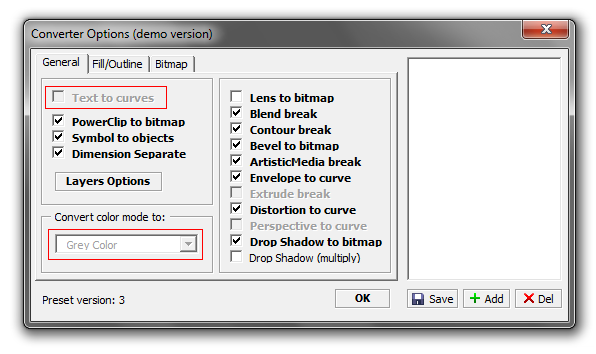 Converter Options (demo version)
General
Fill/Outline
Bitmap
Text to curves
PowerClip to bitmap
Symbol to objects
Dimension Separate
Layers Options
Convert color mode to:
Grey Color
Lens to bitmap
Blend break
Contour break
Bevel to bitmap
ArtisticMedia break
Envelope to curve
Extrude break
Distortion to curve
Perspective to curve
Drop Shadow to bitmap
Drop Shadow (multiply)
Preset version: 3
OK
Save
Add
Del